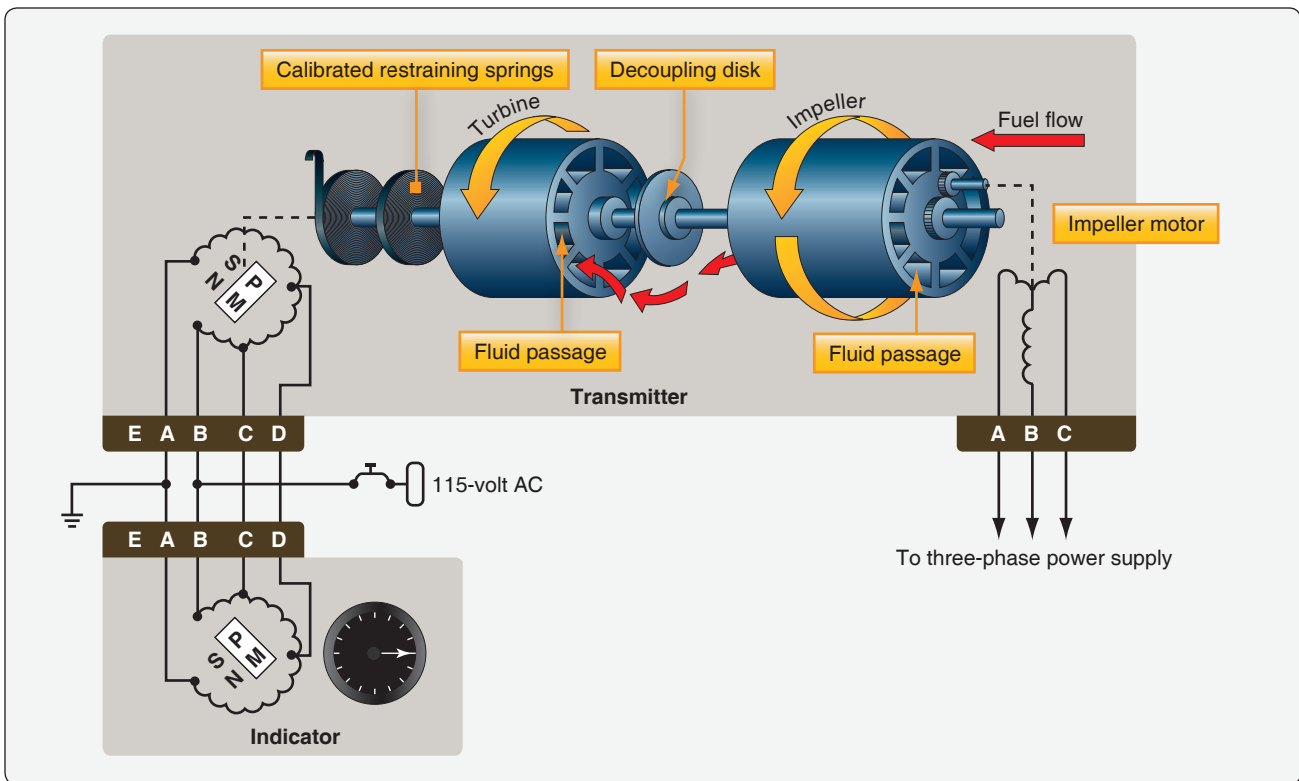 Calibrated restraining springs
Decoupling disk
Turbine
Impeller
Fuel flow
Impeller motor
S
N
P
M
Fluid passage
Fluid passage
Transmitter
E A B C D
A B C
115-volt AC
E A B C D
To three-phase power supply
S
N
P
M
Indicator